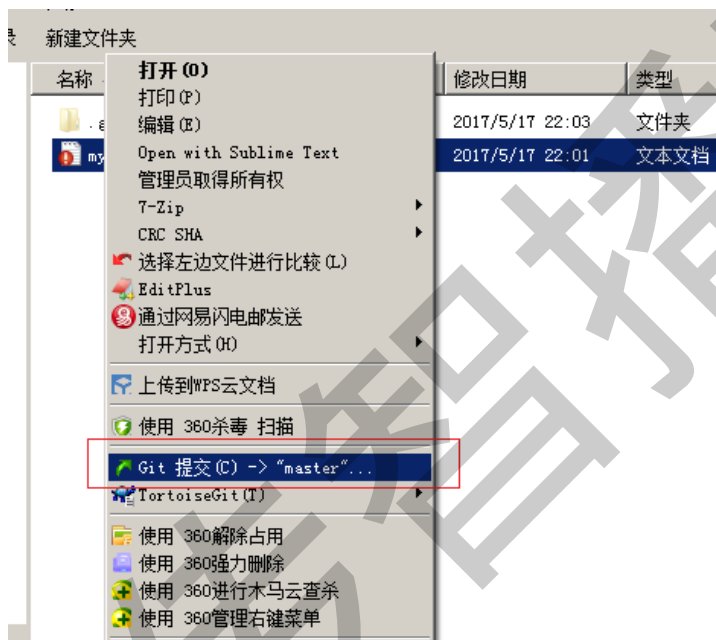 新建文件夹
名称
修改日期
类型
2017/5/17 22:03
文件夹
my
2017/5/17 22:01
文本文档
打开(O)
打印(P)
编辑(E)
Open with Sublime Text
管理员取得所有权
7-Zip
CRC SHA
选择左边文件进行比较(L)
EditPlus
通过网易闪电邮发送
打开方式(H)
上传到WPS云文档
使用 360杀毒 扫描
Git 提交(C) -> "master"...
TortoiseGit(T)
使用 360解除占用
使用 360强力删除
使用 360进行木马云查杀
使用 360管理右键菜单